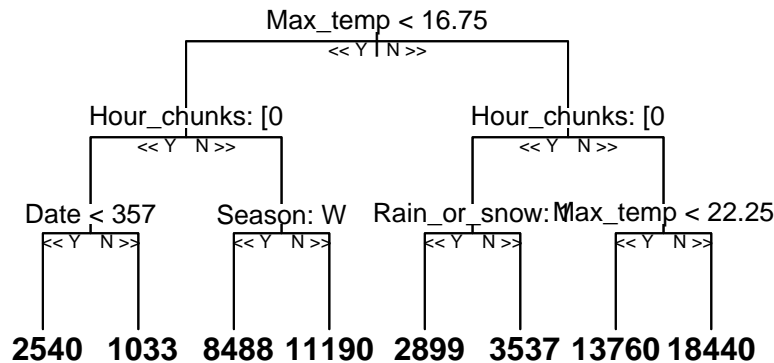 Max_temp < 16.75
<< Y N >>
Hour_chunks: [0 Hour_chunks: [0
<< Y N >> << Y N >>
Date < 357 Season: W Rain_or_snow: 1 Max_temp < 22.25
<< Y N >> << Y N >> << Y N >> << Y N >>
2540 1033 8488 11190 2899 3537 13760 18440